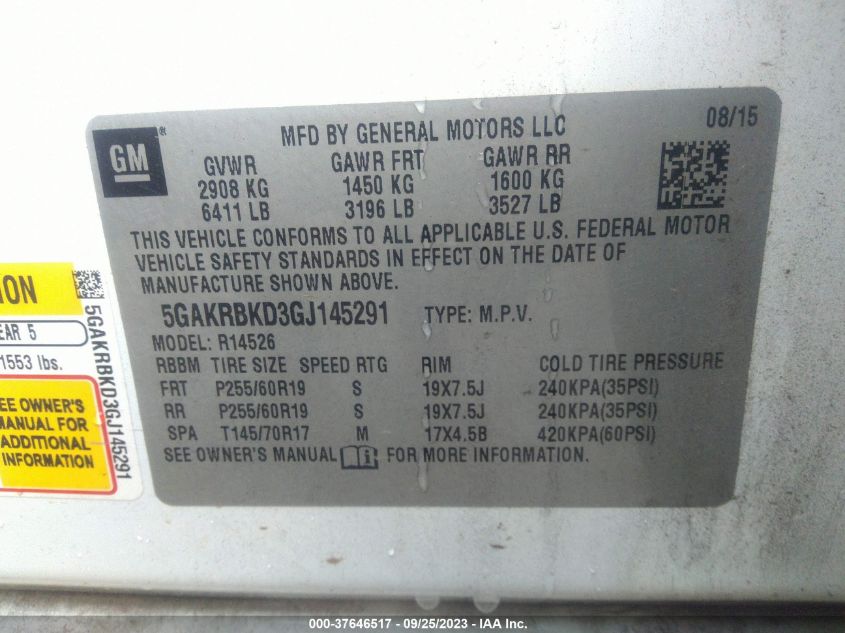 GM
®
MFD BY GENERAL MOTORS LLC
08/15
GVWR GAWR FRT GAWR RR
2908 KG 1450 KG 1600 KG
6411 LB 3196 LB 3527 LB
THIS VEHICLE CONFORMS TO ALL APPLICABLE U.S. FEDERAL MOTOR
VEHICLE SAFETY STANDARDS IN EFFECT ON THE DATE OF
MANUFACTURE SHOWN ABOVE.
5GAKRBKD3GJ145291 TYPE: M.P.V.
MODEL: R14526
RBBM TIRE SIZE SPEED RTG RIM COLD TIRE PRESSURE
FRT P255/60R19 S 19X7.5J 240KPA(35PSI)
RR P255/60R19 S 19X7.5J 240KPA(35PSI)
SPA T145/70R17 M 17X4.5B 420KPA(60PSI)
SEE OWNER'S MANUAL FOR MORE INFORMATION.
ION
EAR 5
1553 lbs.
EE OWNER'S
MANUAL FOR
ADDITIONAL
INFORMATION
5GAKRBKD3GJ145291
000-37646517 - 09/25/2023 - IAA Inc.